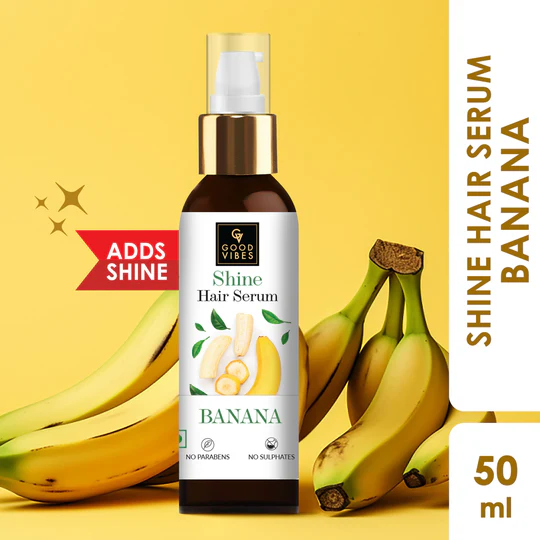 GV
GOOD
VIBES
Shine
Hair Serum
BANANA
NO PARABENS
NO SULPHATES
ADDS
SHINE
SHINE HAIR SERUM
BANANA
50
ml